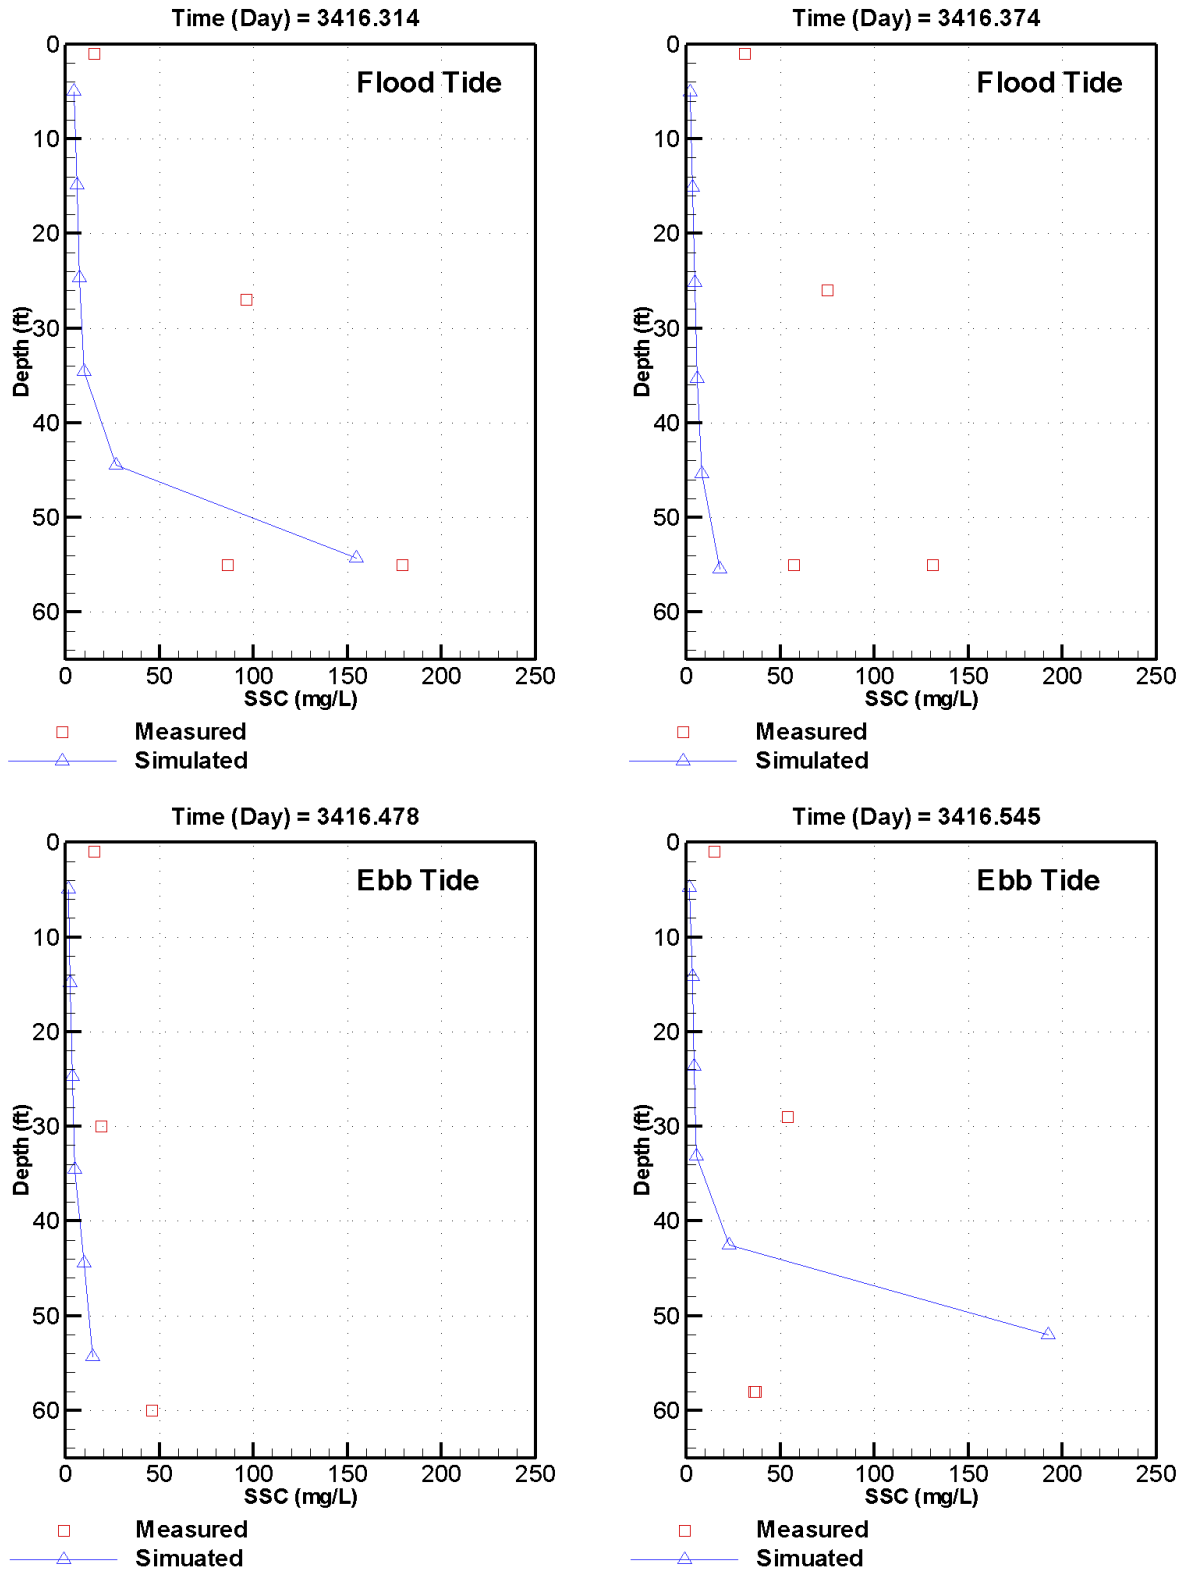 Time (Day) = 3416.314
Flood Tide
0
10
20
30
40
50
60
Depth (ft)
0 50 100 150 200 250
SSC (mg/L)
Measured
Simulated
Time (Day) = 3416.374
Flood Tide
0
10
20
30
40
50
60
Depth (ft)
0 50 100 150 200 250
SSC (mg/L)
Measured
Simulated
Time (Day) = 3416.478
Ebb Tide
0
10
20
30
40
50
60
Depth (ft)
0 50 100 150 200 250
SSC (mg/L)
Measured
Simuated
Time (Day) = 3416.545
Ebb Tide
0
10
20
30
40
50
60
Depth (ft)
0 50 100 150 200 250
SSC (mg/L)
Measured
Simuated